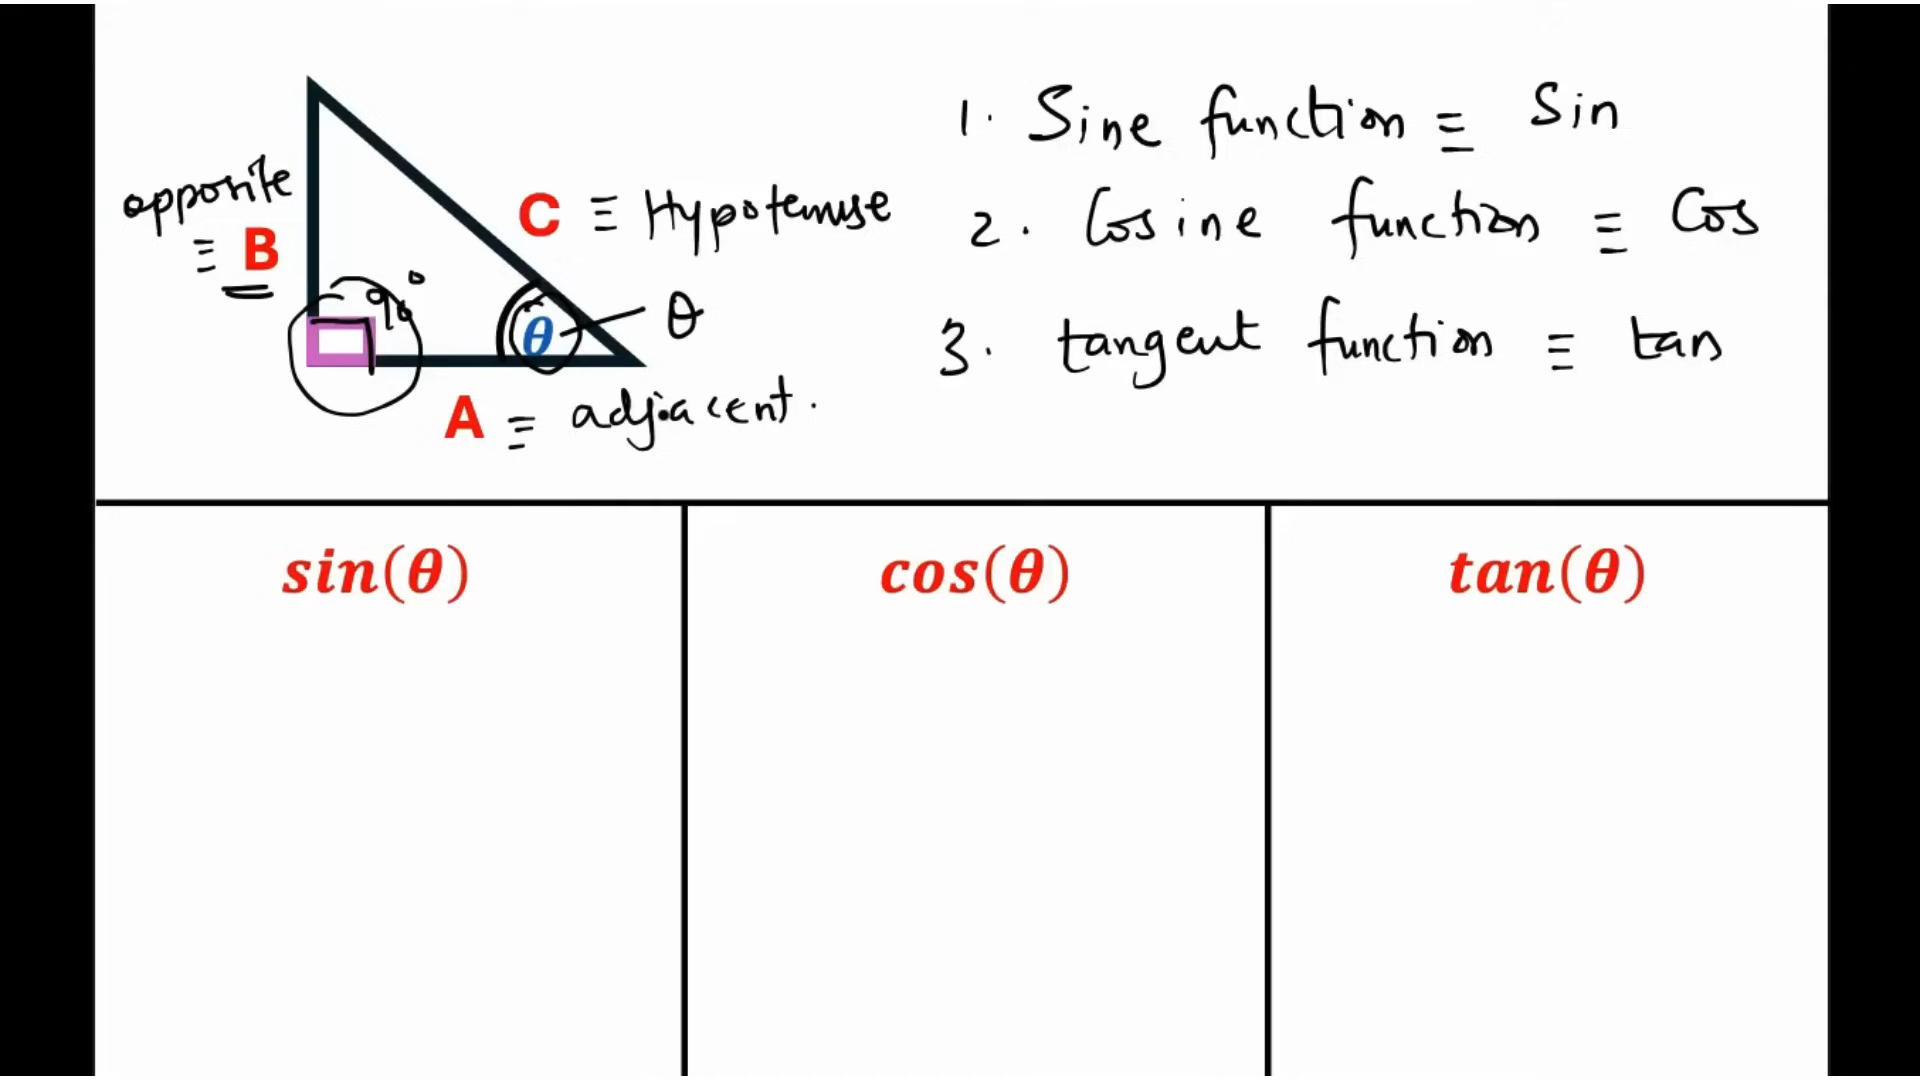 opposite
≡ B
90°
C ≡ Hypotenuse
θ
θ
A ≡ adjacent.
1. Sine function ≡ Sin
2. Cosine function ≡ Cos
3. tangent function ≡ tan
sin(θ)
cos(θ)
tan(θ)